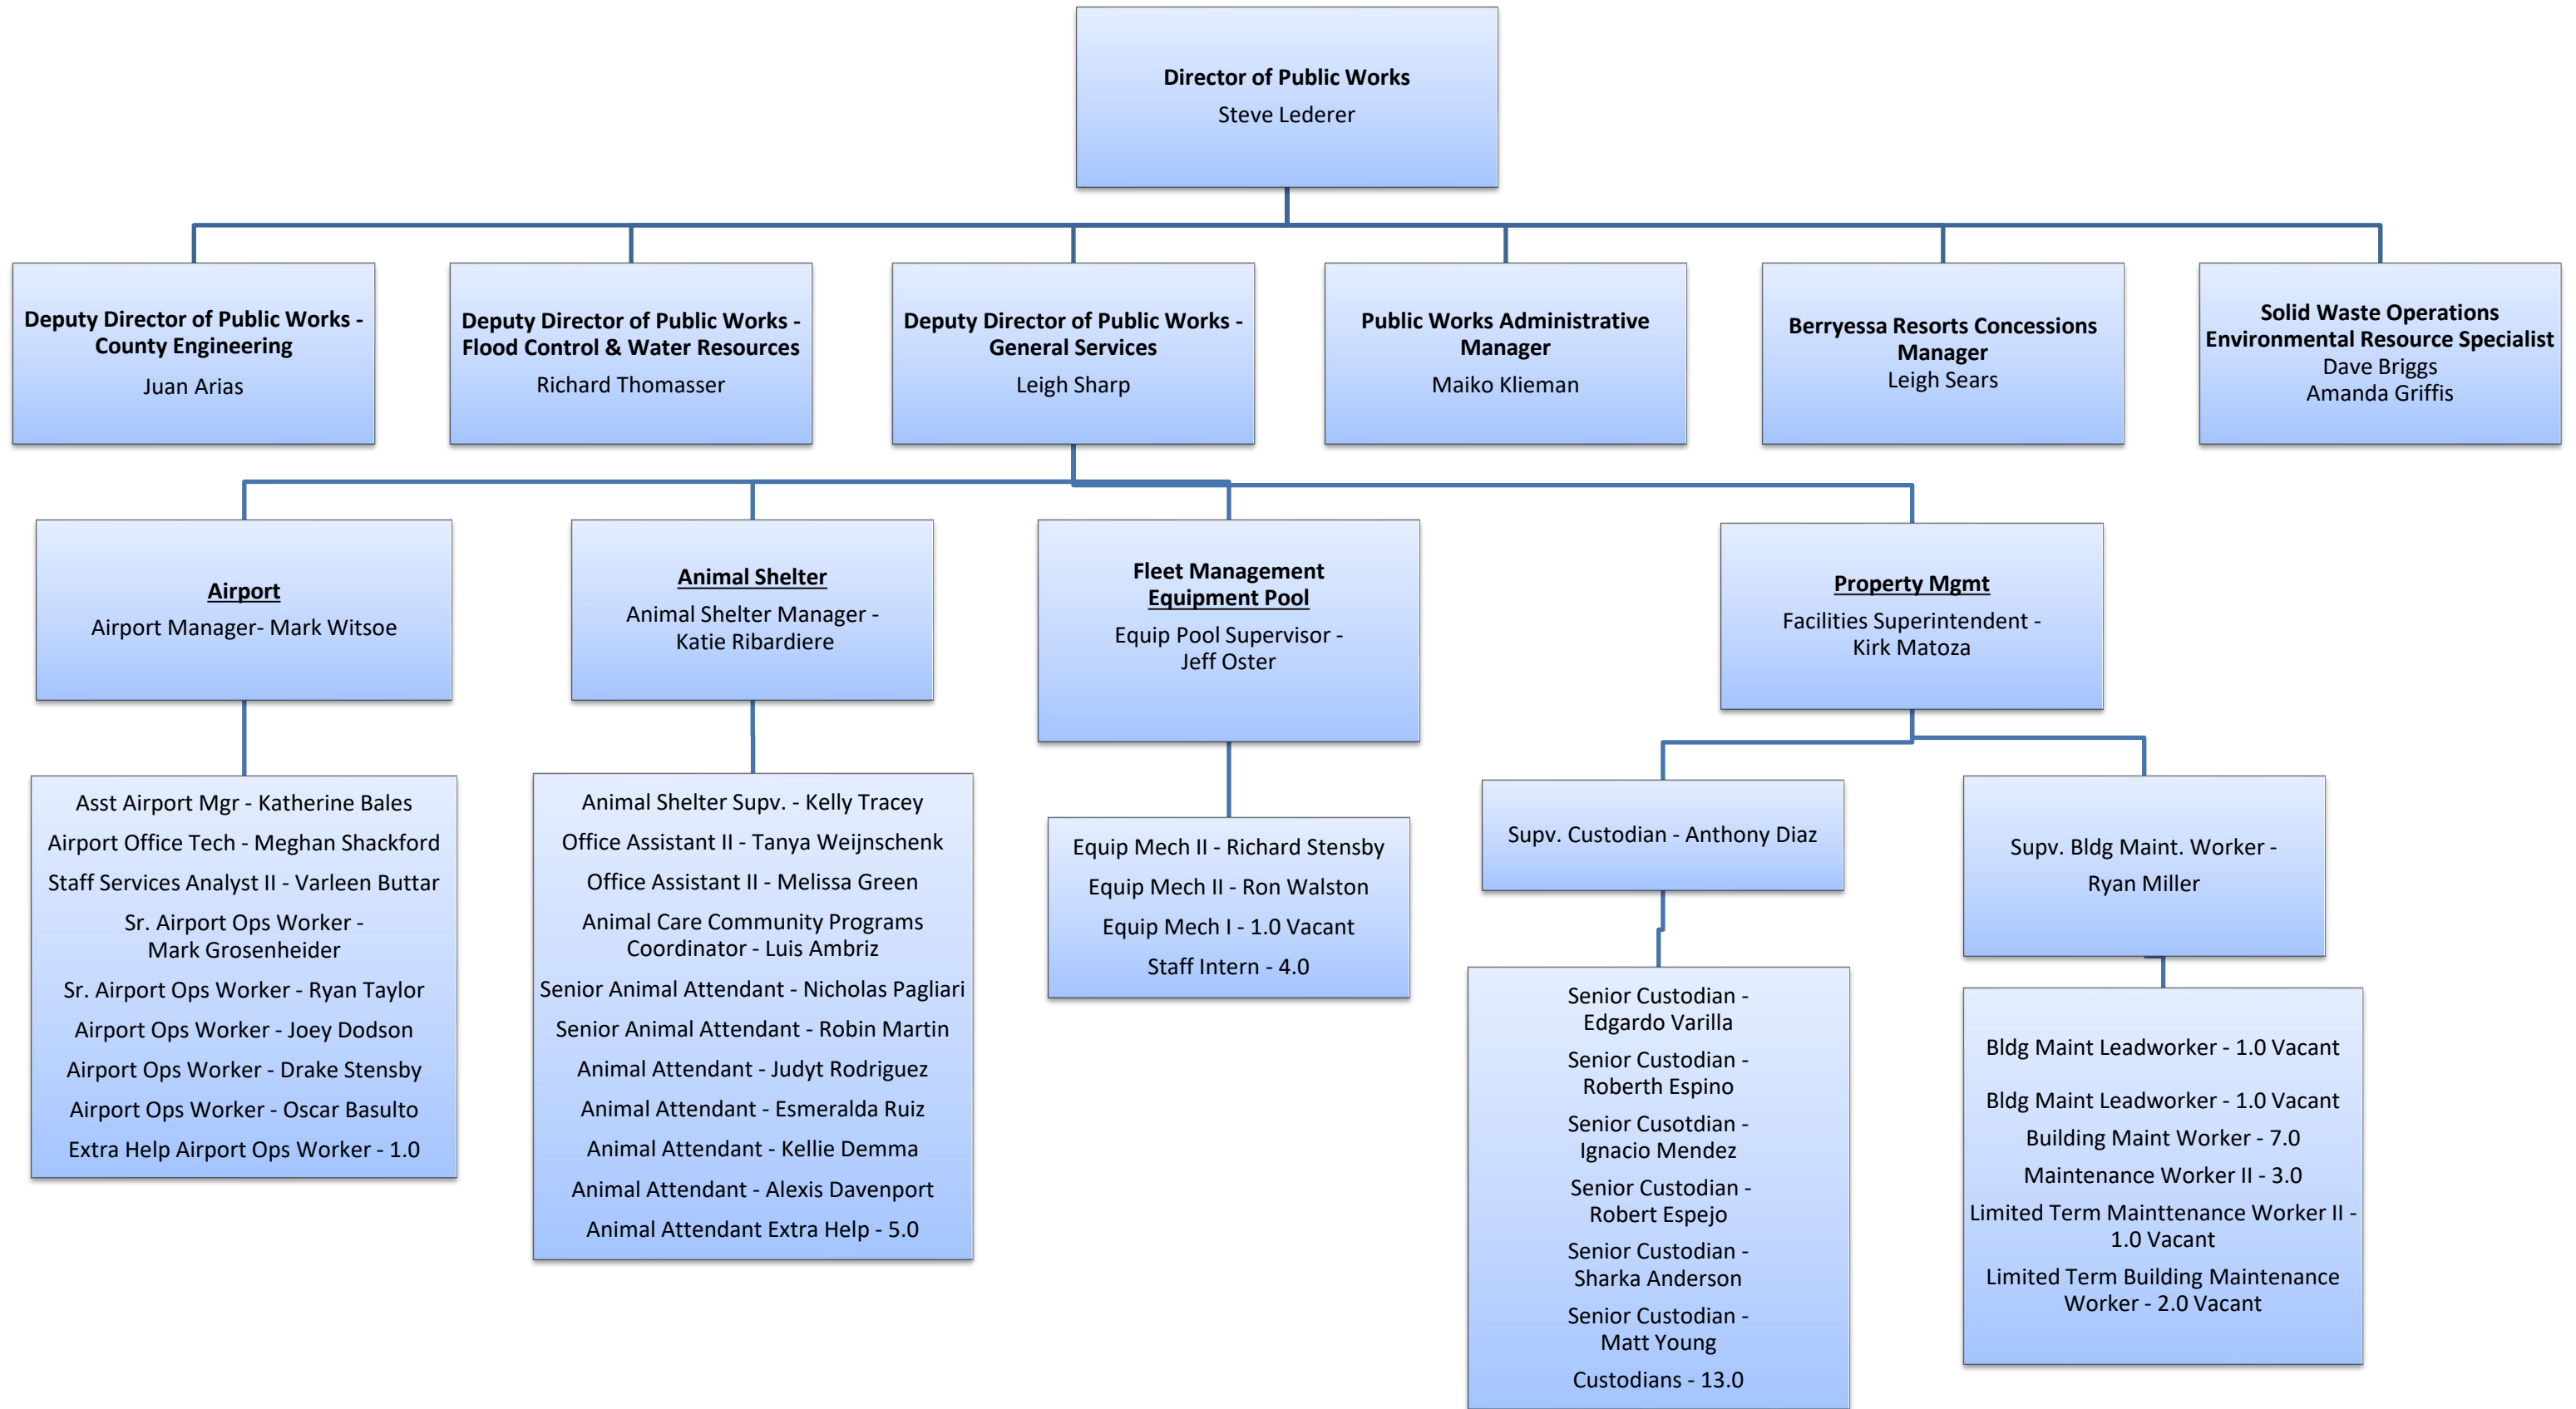 Director of Public Works
Steve Lederer
Deputy Director of Public Works -
County Engineering
Juan Arias
Deputy Director of Public Works -
Flood Control & Water Resources
Richard Thomasser
Deputy Director of Public Works -
General Services
Leigh Sharp
Public Works Administrative
Manager
Maiko Klieman
Berryessa Resorts Concessions
Manager
Leigh Sears
Solid Waste Operations
Environmental Resource Specialist
Dave Briggs
Amanda Griffis
Airport
Airport Manager- Mark Witsoe
Animal Shelter
Animal Shelter Manager -
Katie Ribardiere
Fleet Management
Equipment Pool
Equip Pool Supervisor -
Jeff Oster
Property Mgmt
Facilities Superintendent -
Kirk Matoza
Asst Airport Mgr - Katherine Bales
Airport Office Tech - Meghan Shackford
Staff Services Analyst II - Varleen Buttar
Sr. Airport Ops Worker -
Mark Grosenheider
Sr. Airport Ops Worker - Ryan Taylor
Airport Ops Worker - Joey Dodson
Airport Ops Worker - Drake Stensby
Airport Ops Worker - Oscar Basulto
Extra Help Airport Ops Worker - 1.0
Animal Shelter Supv. - Kelly Tracey
Office Assistant II - Tanya Weijnschenk
Office Assistant II - Melissa Green
Animal Care Community Programs
Coordinator - Luis Ambriz
Senior Animal Attendant - Nicholas Pagliari
Senior Animal Attendant - Robin Martin
Animal Attendant - Judyt Rodriguez
Animal Attendant - Esmeralda Ruiz
Animal Attendant - Kellie Demma
Animal Attendant - Alexis Davenport
Animal Attendant Extra Help - 5.0
Equip Mech II - Richard Stensby
Equip Mech II - Ron Walston
Equip Mech I - 1.0 Vacant
Staff Intern - 4.0
Supv. Custodian - Anthony Diaz
Senior Custodian -
Edgardo Varilla
Senior Custodian -
Roberth Espino
Senior Cusotdian -
Ignacio Mendez
Senior Custodian -
Robert Espejo
Senior Custodian -
Sharka Anderson
Senior Custodian -
Matt Young
Custodians - 13.0
Supv. Bldg Maint. Worker -
Ryan Miller
Bldg Maint Leadworker - 1.0 Vacant
Bldg Maint Leadworker - 1.0 Vacant
Building Maint Worker - 7.0
Maintenance Worker II - 3.0
Limited Term Mainttenance Worker II -
1.0 Vacant
Limited Term Building Maintenance
Worker - 2.0 Vacant